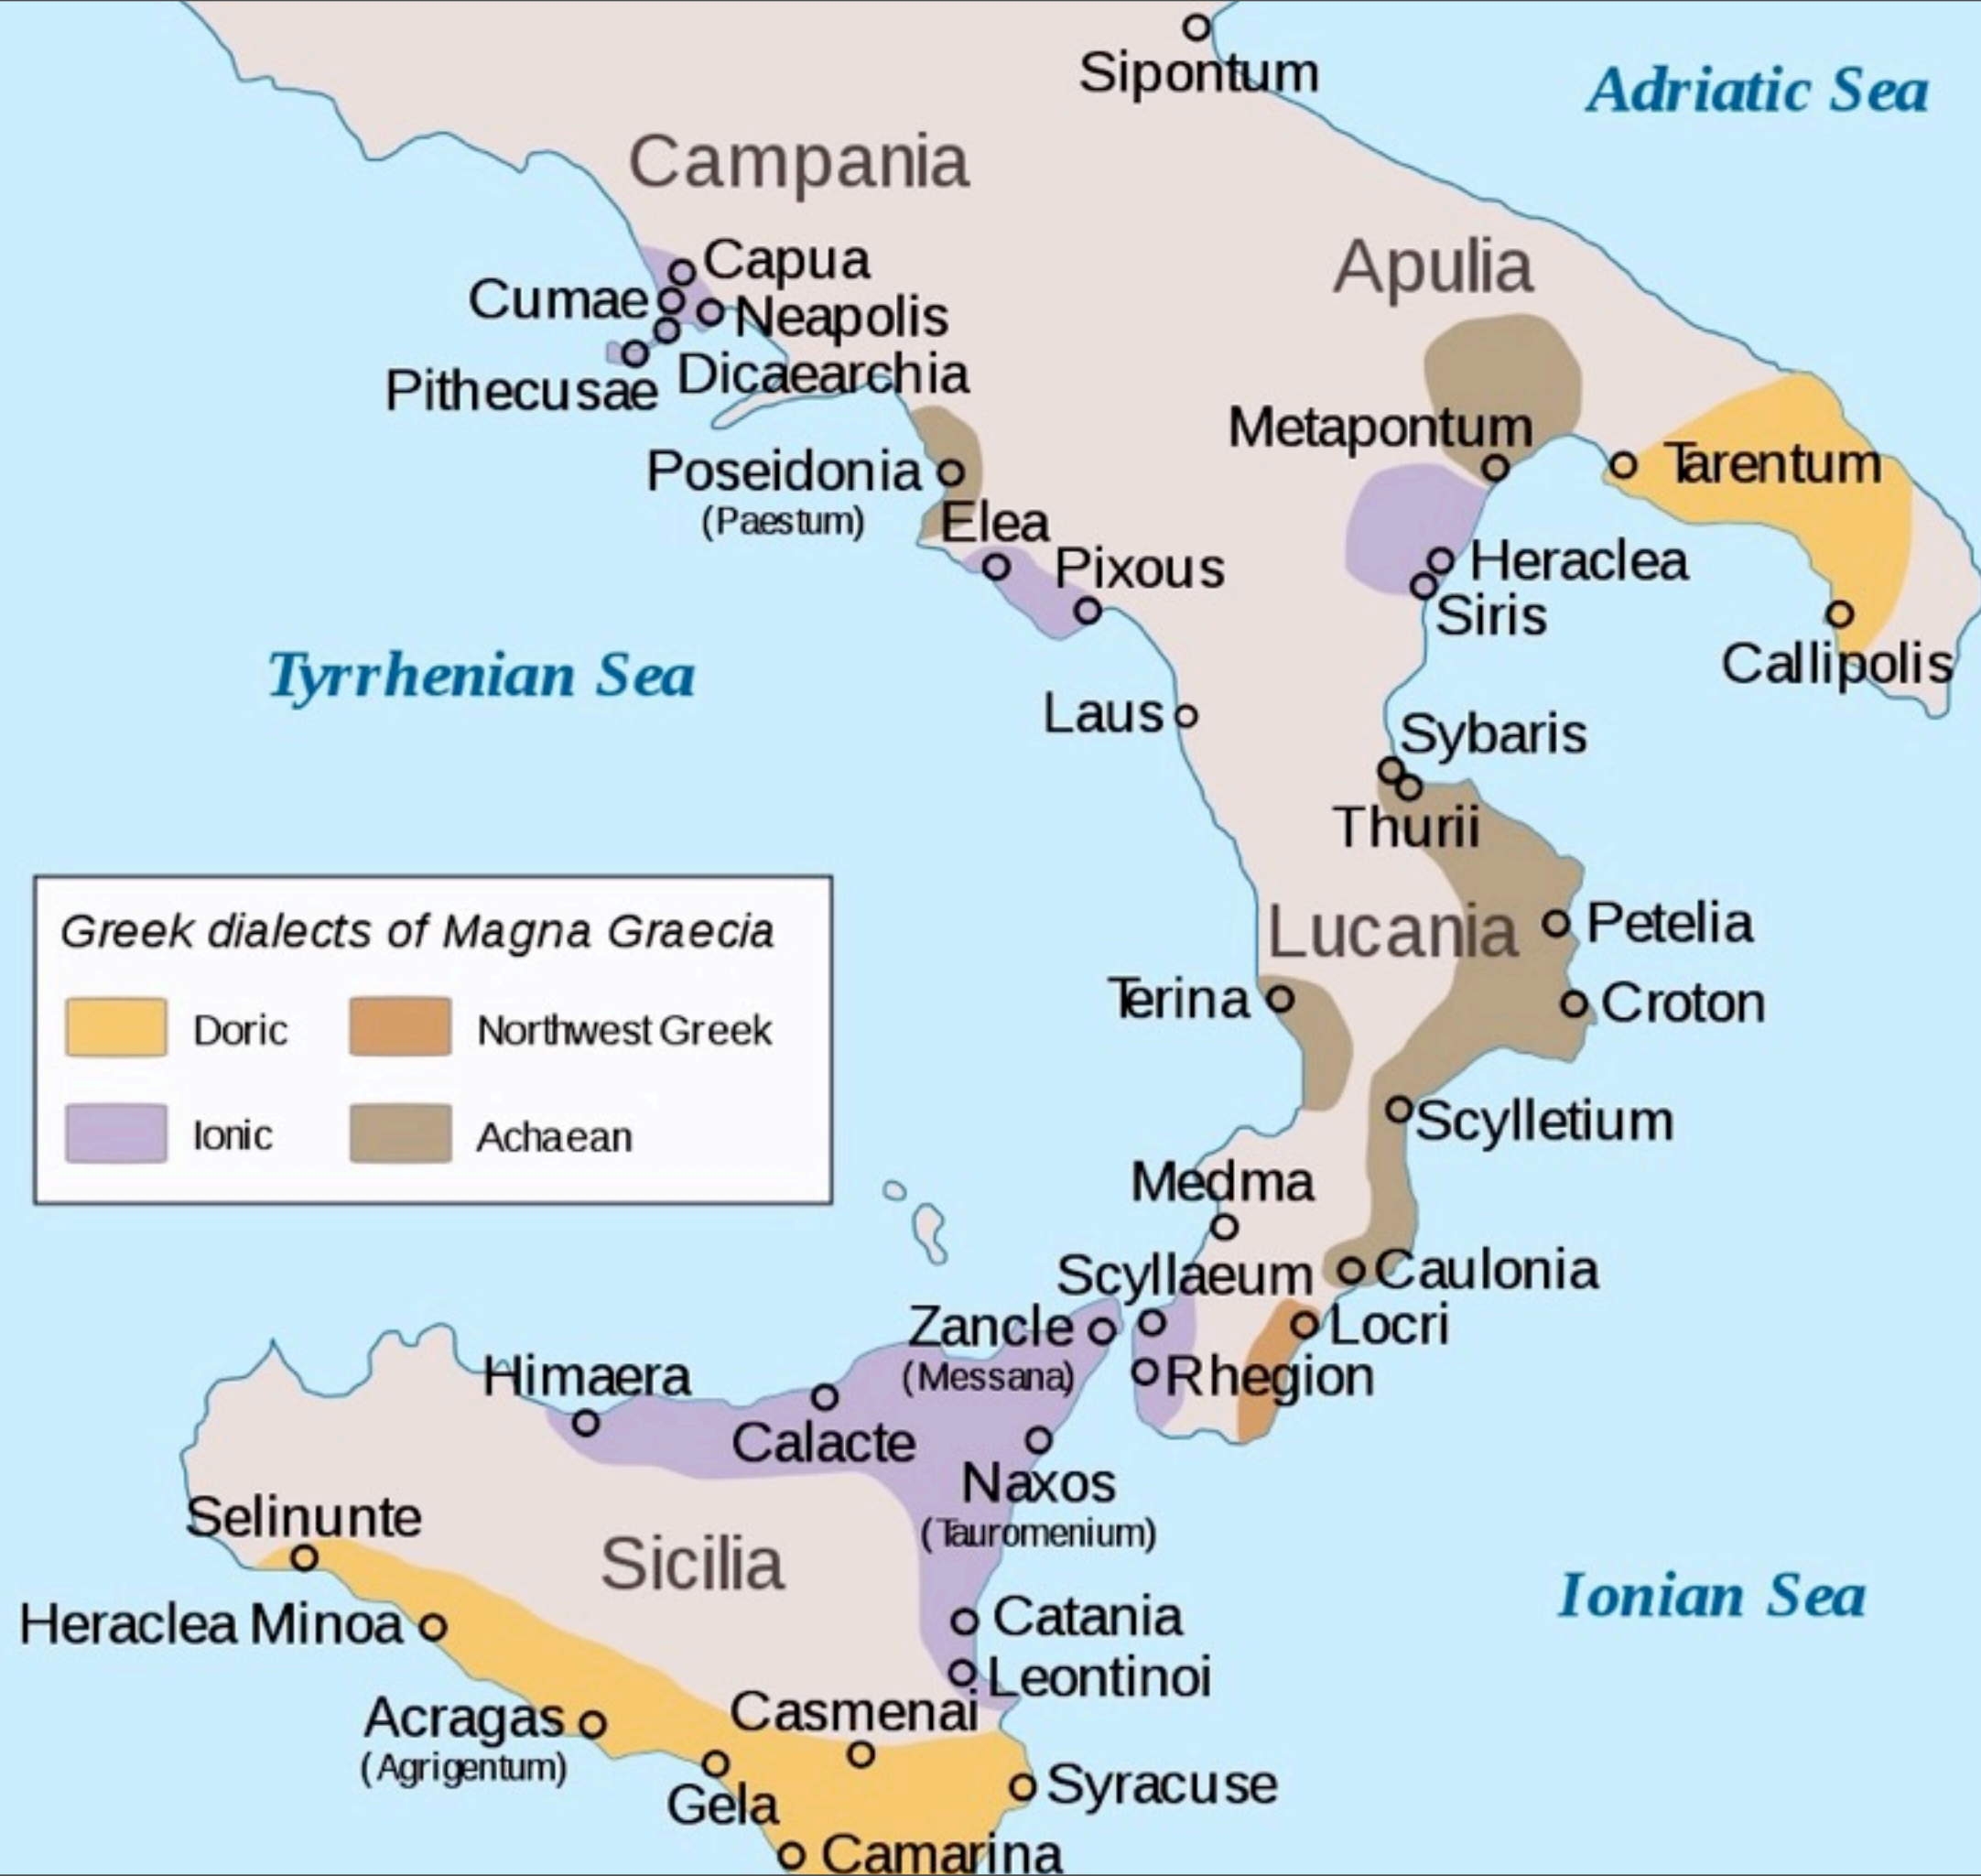 Sipontum
Adriatic Sea
Campania
Apulia
Capua
Cumae
Neapolis
Dicaearchia
Pithecusae
Metapontum
Tarentum
Poseidonia
(Paestum)
Elea
Pixous
Heraclea
Siris
Callipolis
Tyrrhenian Sea
Laus
Sybaris
Thurii
Lucania
Petelia
Terina
Croton
Greek dialects of Magna Graecia
Doric
Northwest Greek
Ionic
Achaean
Scylletium
Medma
Scyllaeum
Caulonia
Zancle
(Messana)
Locri
Rhegion
Himaera
Calacte
Naxos
(Tauromenium)
Selinunte
Sicilia
Ionian Sea
Heraclea Minoa
Catania
Leontinoi
Acragas
(Agrigentum)
Casmenai
Gela
Syracuse
Camarina